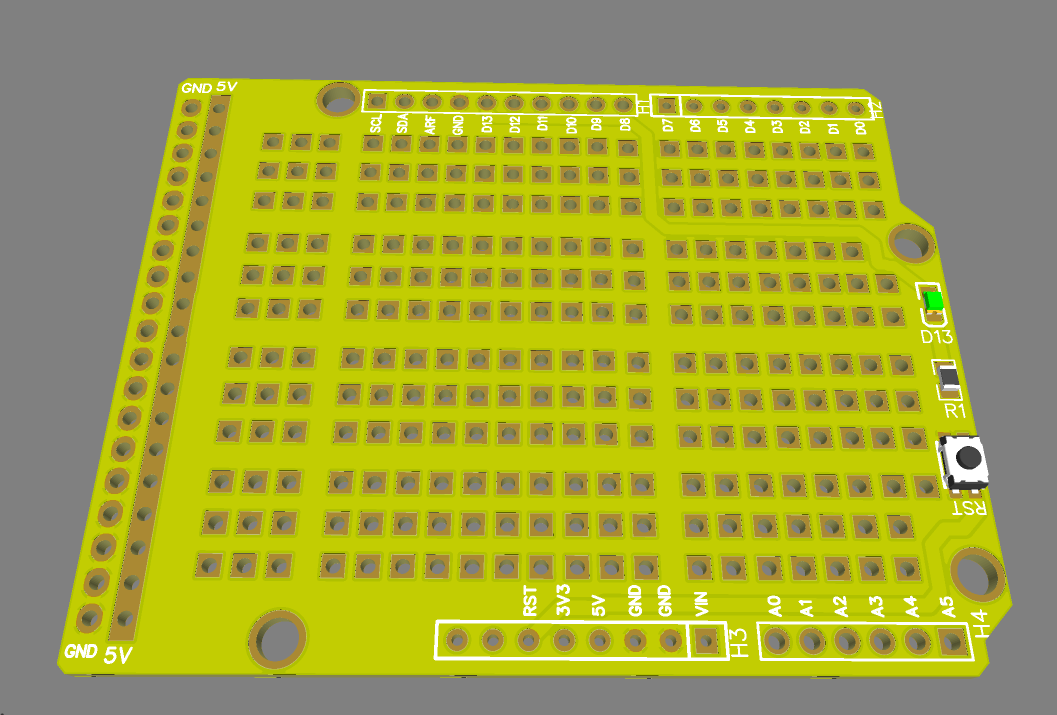 GND 5V
H1
H2
SCL SDA ARF GND D13 D12 D11 D10 D9 D8
D7 D6 D5 D4 D3 D2 D1 D0
D13
R1
RST
RST 3V3 5V GND GND VIN
A0 A1 A2 A3 A4 A5
H3
H4
GND 5V